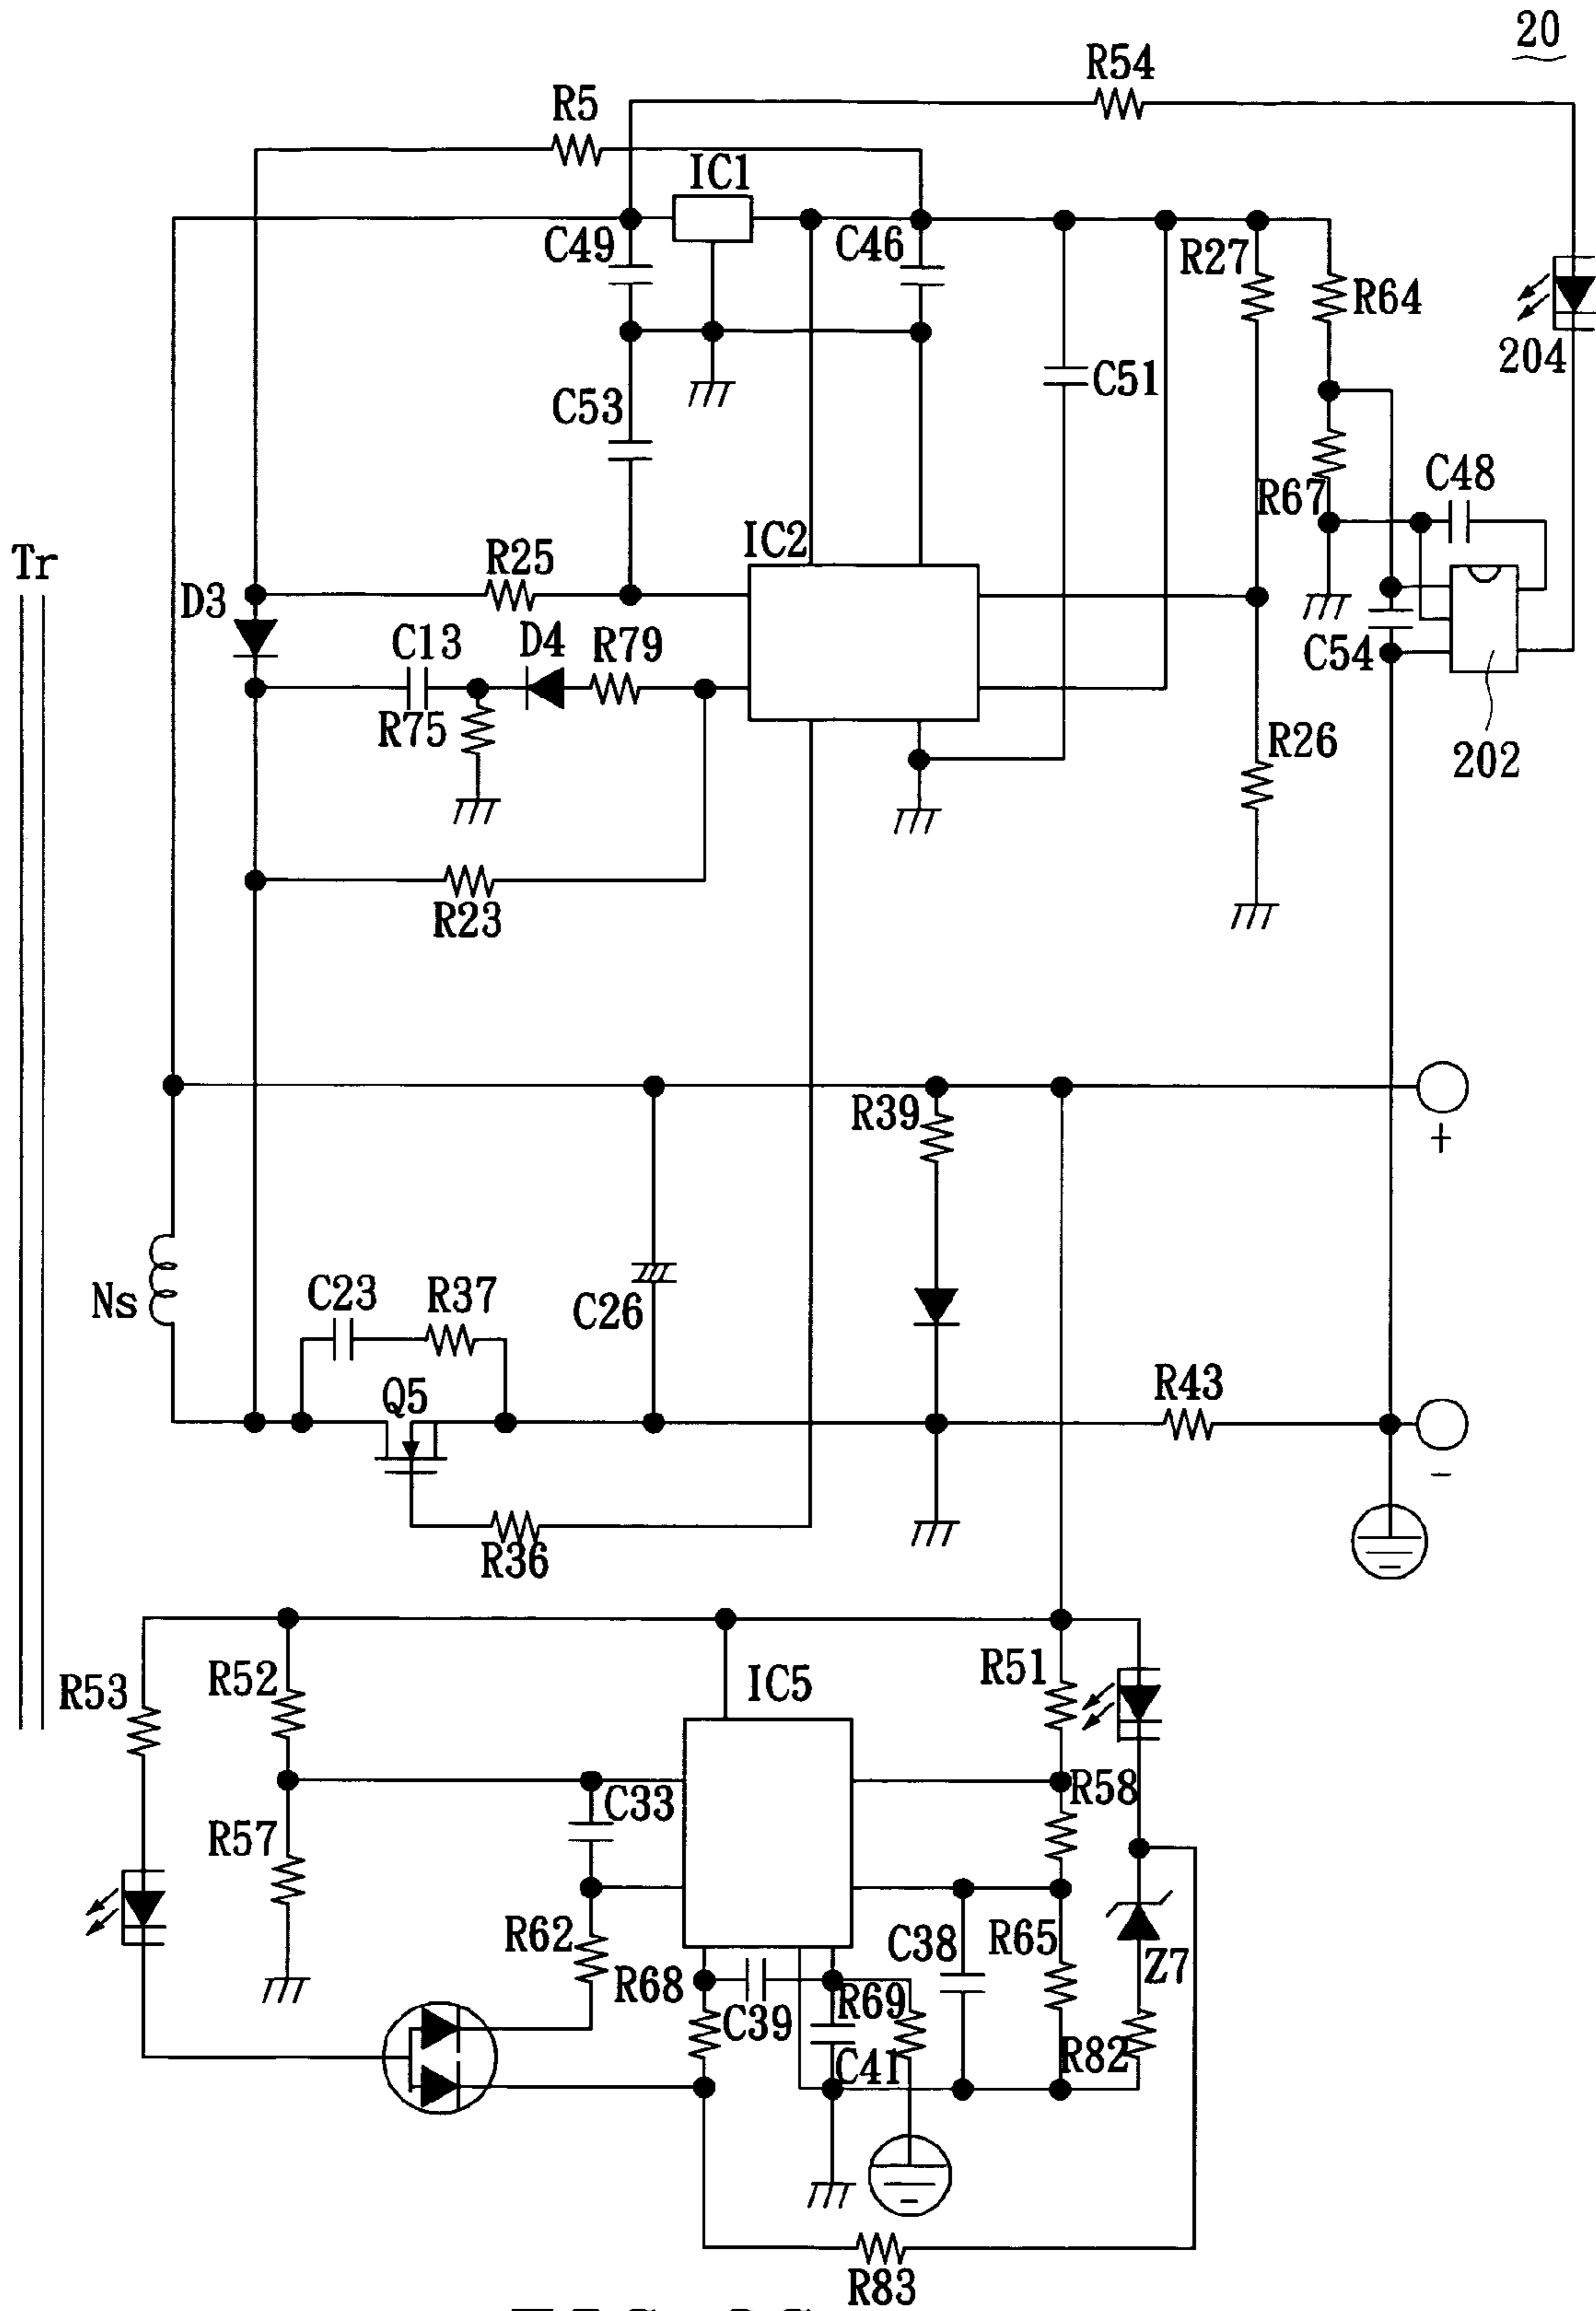 20
R54
R5
IC1
C49
C46
R27
R64
204
C53
C51
C48
R67
IC2
Tr
R25
D3
C13
D4
R79
C54
R75
R26
202
R23
R39
+
Ns
C23
R37
C26
Q5
R43
-
R36
R53
R52
IC5
R51
R58
C33
R57
R62
C38
R65
Z7
R68
C39
R69
C41
R82
R83